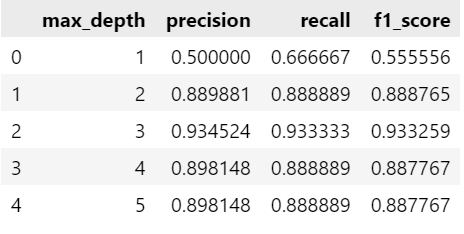 max_depth precision recall f1_score
0 1 0.500000 0.666667 0.555556
1 2 0.889881 0.888889 0.888765
2 3 0.934524 0.933333 0.933259
3 4 0.898148 0.888889 0.887767
4 5 0.898148 0.888889 0.887767